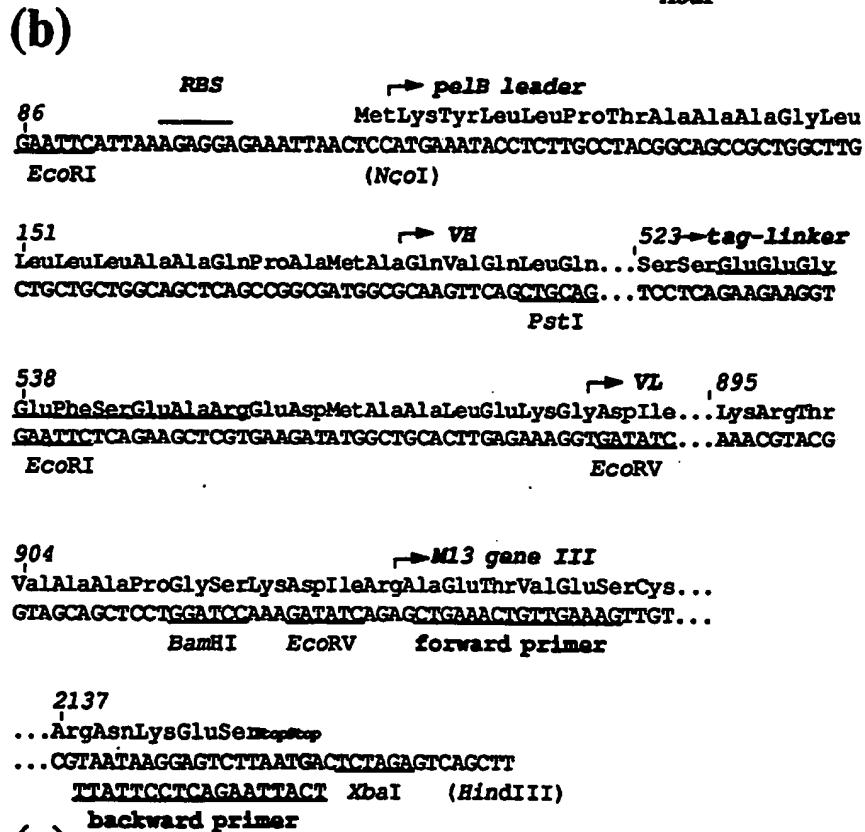 (b)
RBS pelB leader
86 MetLysTyrLeuLeuProThrAlaAlaAlaGlyLeu
GAATTCATTAAAGAGGAGAAATTAACTCCATGAAATACCTCTTGCCTACGGCAGCCGCTGGCTTG
EcoRI (NcoI)
151 VH 523 tag-linker
LeuLeuLeuAlaAlaGlnProAlaMetAlaGlnValGlnLeuGln...SerSerGluGluGly
CTGCTGCTGGCAGCTCAGCCGGCGATGGCGCAAGTTCAGCTGCAG...TCCTCAGAAGAAGGT
PstI
538 VL 895
GluPheSerGluAlaArgGluAspMetAlaAlaLeuGluLysGlyAspIle...LysArgThr
GAATTCTCAGAAGCTCGTGAAGATATGGCTGCACTTGAGAAAGGTGATATC...AAACGTACG
EcoRI EcoRV
904 M13 gene III
ValAlaAlaProGlySerLysAspIleArgAlaGluThrValGluSerCys...
GTAGCAGCTCCTGGATCCAAAGATATCAGAGCTGAAACTGTTGAAAGTTGT...
BamHI EcoRV forward primer
2137
...ArgAsnLysGluSerStopStop
...CGTAATAAGGAGTCTTAATGACTCTAGAGTCAGCTT
TTATTCCTCAGAATTACT XbaI (HindIII)
backward primer